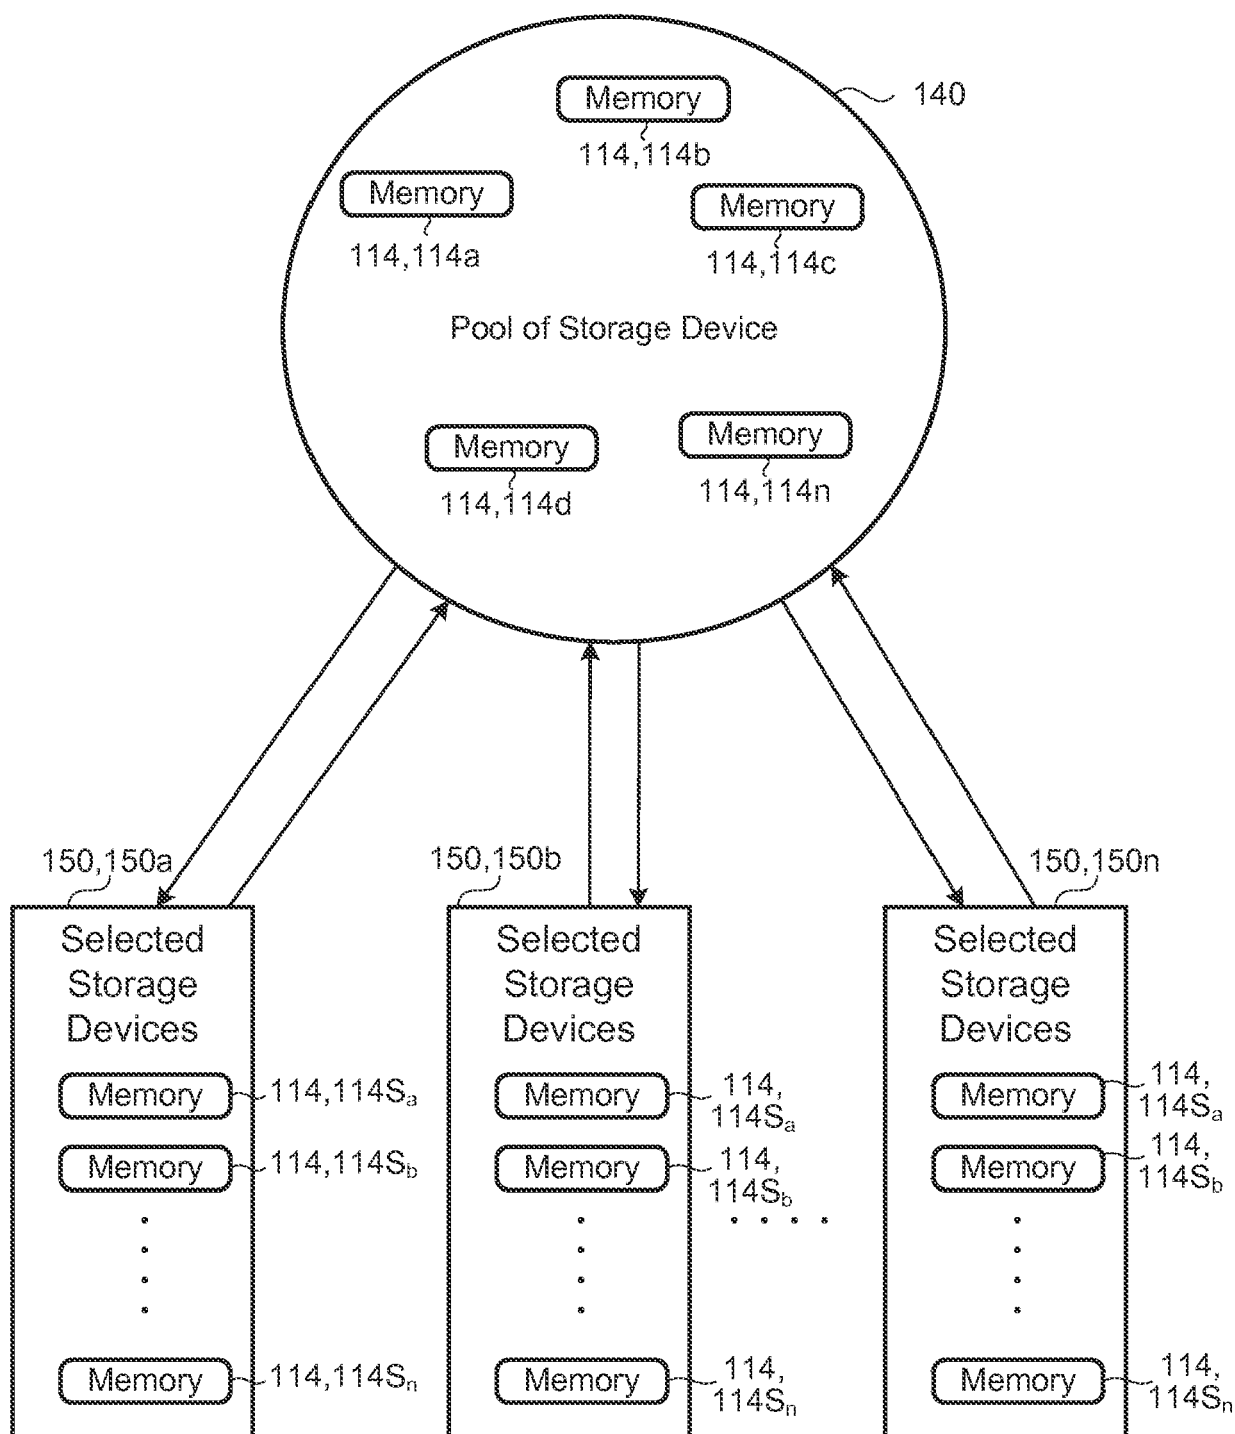 Memory
140
114,114b
Memory
Memory
114,114a
114,114c
Pool of Storage Device
Memory
Memory
114,114d
114,114n
150,150a
150,150b
150,150n
Selected
Storage
Devices
Memory
114,114Sa
Memory
114,114Sb
Memory
114,114Sn
Selected
Storage
Devices
Memory
114,
114Sa
Memory
114,
114Sb
Memory
114,
114Sn
Selected
Storage
Devices
Memory
114,
114Sa
Memory
114,
114Sb
Memory
114,
114Sn